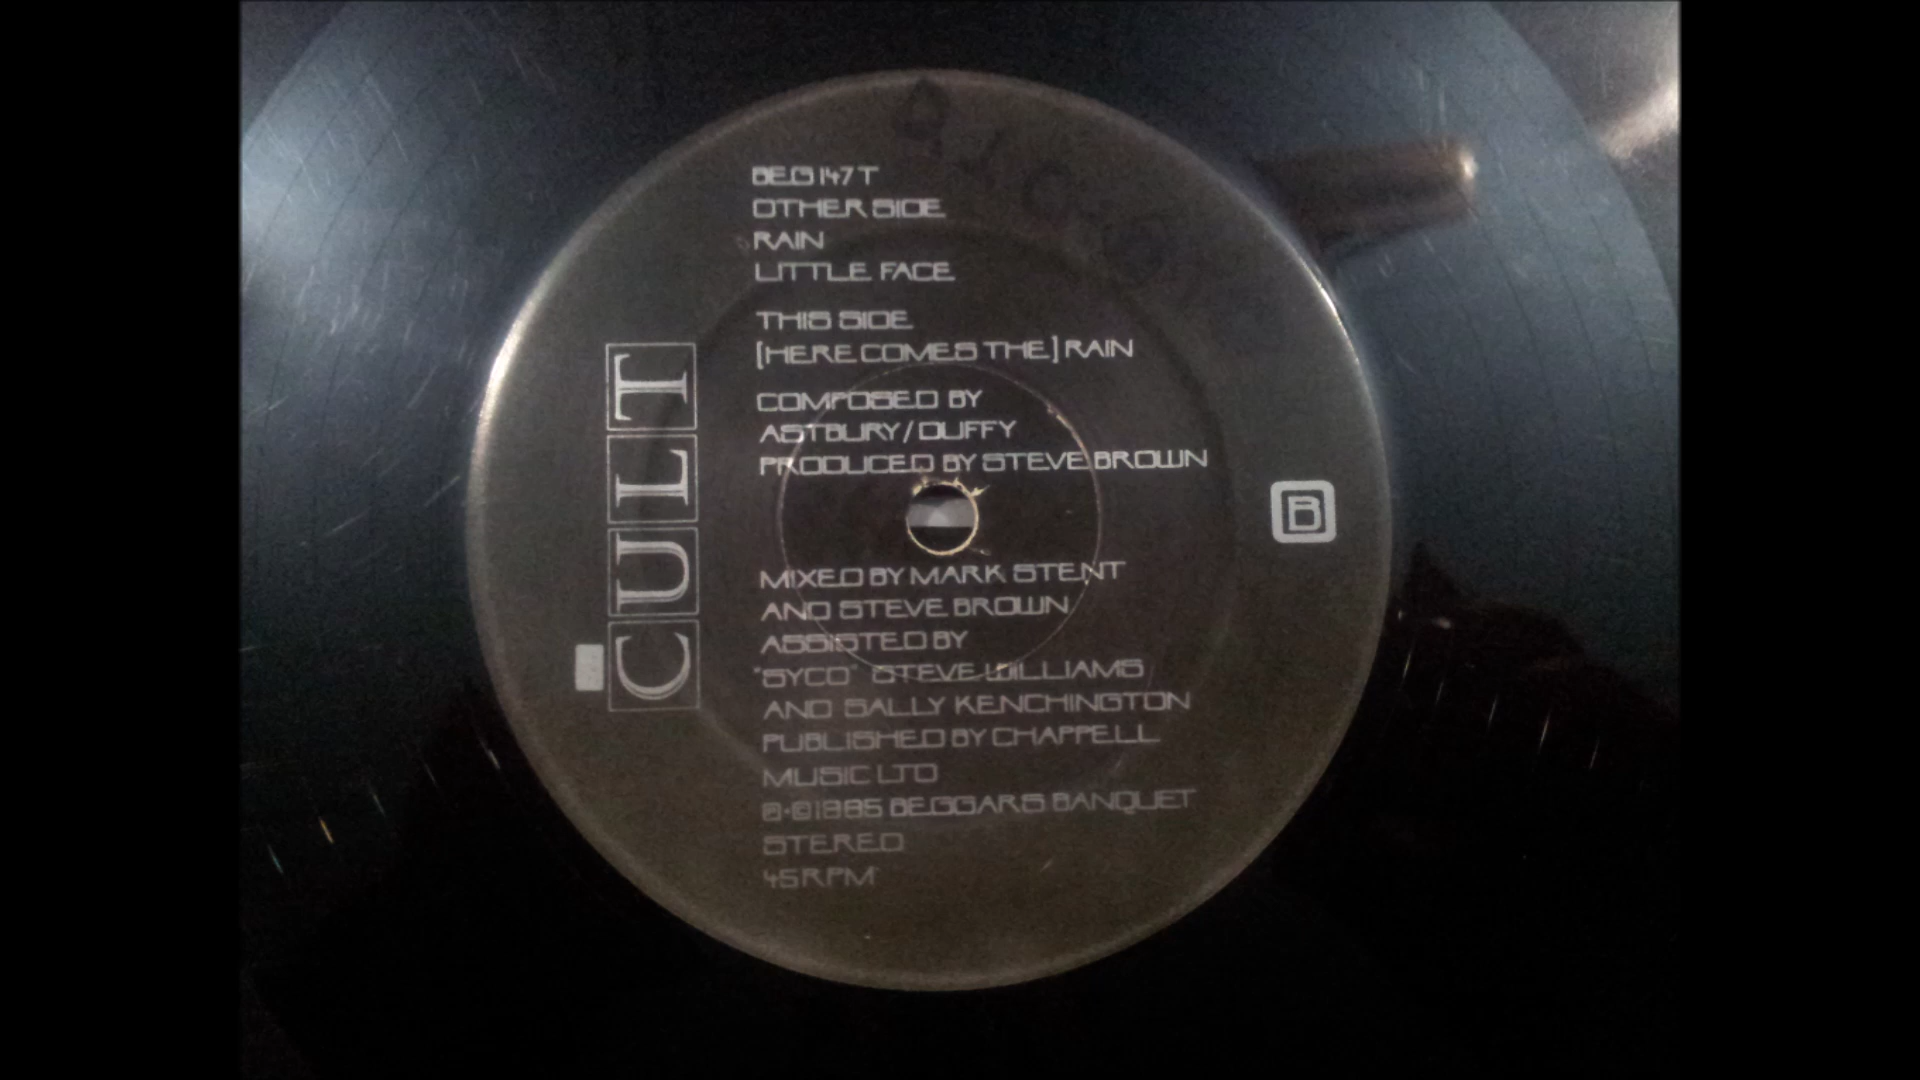 BEG 147 T
OTHER SIDE
RAIN
LITTLE FACE
THIS SIDE
[HERE COMES THE] RAIN
COMPOSED BY
ASTBURY / DUFFY
PRODUCED BY STEVE BROWN
MIXED BY MARK STENT
AND STEVE BROWN
ASSISTED BY
"SYCO" STEVE WILLIAMS
AND SALLY KENCHINGTON
PUBLISHED BY CHAPPELL
MUSIC LTD
℗·©1985 BEGGARS BANQUET
STEREO
45 RPM
CULT
B